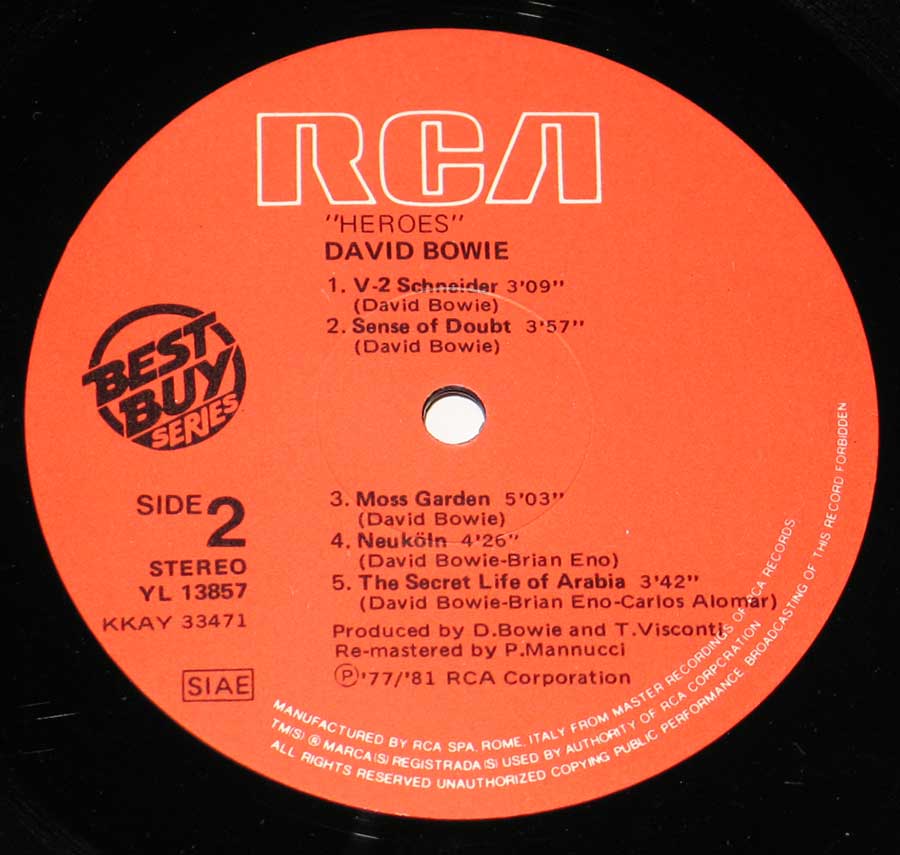 RCA
"HEROES"
DAVID BOWIE
1. V-2 Schneider 3'09"
(David Bowie)
2. Sense of Doubt 3'57"
(David Bowie)
BEST
BUY
SERIES
SIDE 2
STEREO
YL 13857
KKAY 33471
SIAE
3. Moss Garden 5'03"
(David Bowie)
4. Neuköln 4'26"
(David Bowie-Brian Eno)
5. The Secret Life of Arabia 3'42"
(David Bowie-Brian Eno-Carlos Alomar)
Produced by D.Bowie and T.Visconti
Re-mastered by P.Mannucci
Ⓟ'77/'81 RCA Corporation
MANUFACTURED BY RCA SPA, ROME, ITALY FROM MASTER RECORDINGS OF RCA RECORDS
TM(S) ® MARCA(S) REGISTRADA(S) USED BY AUTHORITY OF RCA CORPORATION
ALL RIGHTS RESERVED UNAUTHORIZED COPYING PUBLIC PERFORMANCE BROADCASTING OF THIS RECORD FORBIDDEN